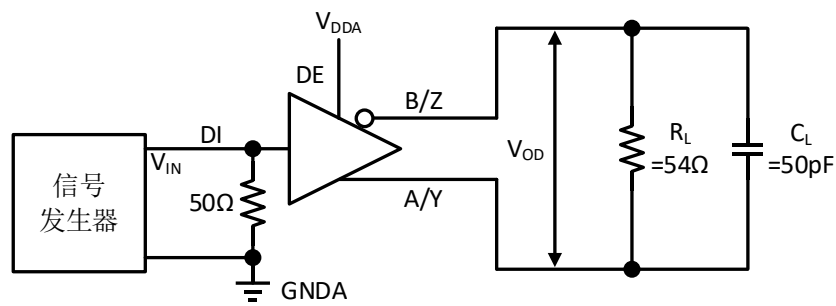 V_DDA
DE
B/Z
DI
V_IN
信号
发生器
50Ω
A/Y
GNDA
V_OD
R_L
=54Ω
C_L
=50pF